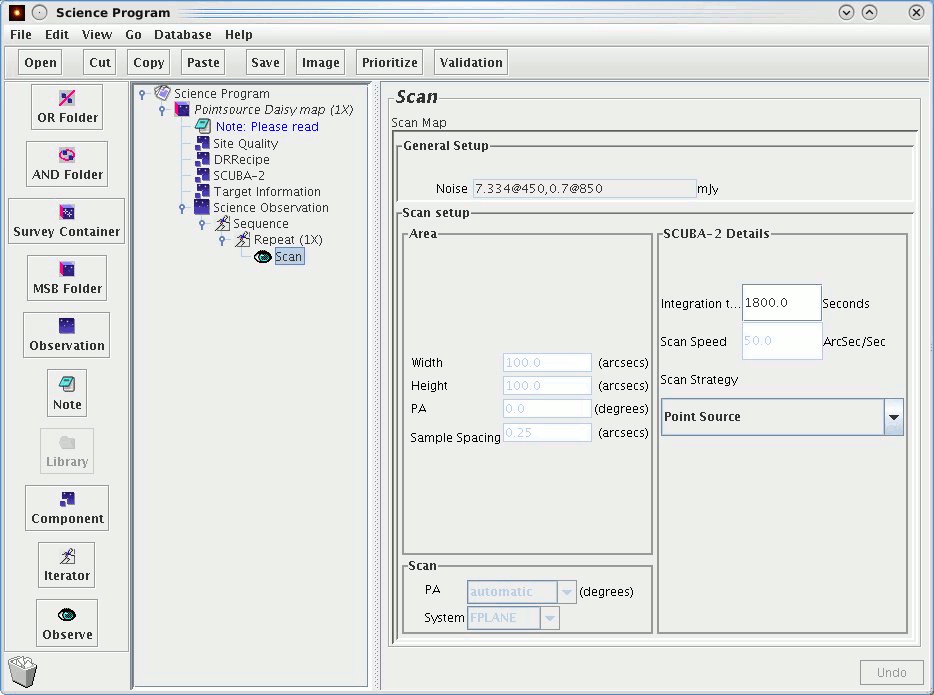 Science Program
File Edit View Go Database Help
Open Cut Copy Paste Save Image Prioritize Validation
OR Folder
AND Folder
Survey Container
MSB Folder
Observation
Note
Library
Component
Iterator
Observe
Science Program
Pointsource Daisy map (1X)
Note: Please read
Site Quality
DRRecipe
SCUBA-2
Target Information
Science Observation
Sequence
Repeat (1X)
Scan
Scan
Scan Map
General Setup
Noise 7.334@450,0.7@850 mJy
Scan setup
Area
Width 100.0 (arcsecs)
Height 100.0 (arcsecs)
PA 0.0 (degrees)
Sample Spacing 0.25 (arcsecs)
Scan
PA automatic (degrees)
System FPLANE
SCUBA-2 Details
Integration t... 1800.0 Seconds
Scan Speed 50.0 ArcSec/Sec
Scan Strategy
Point Source
Undo